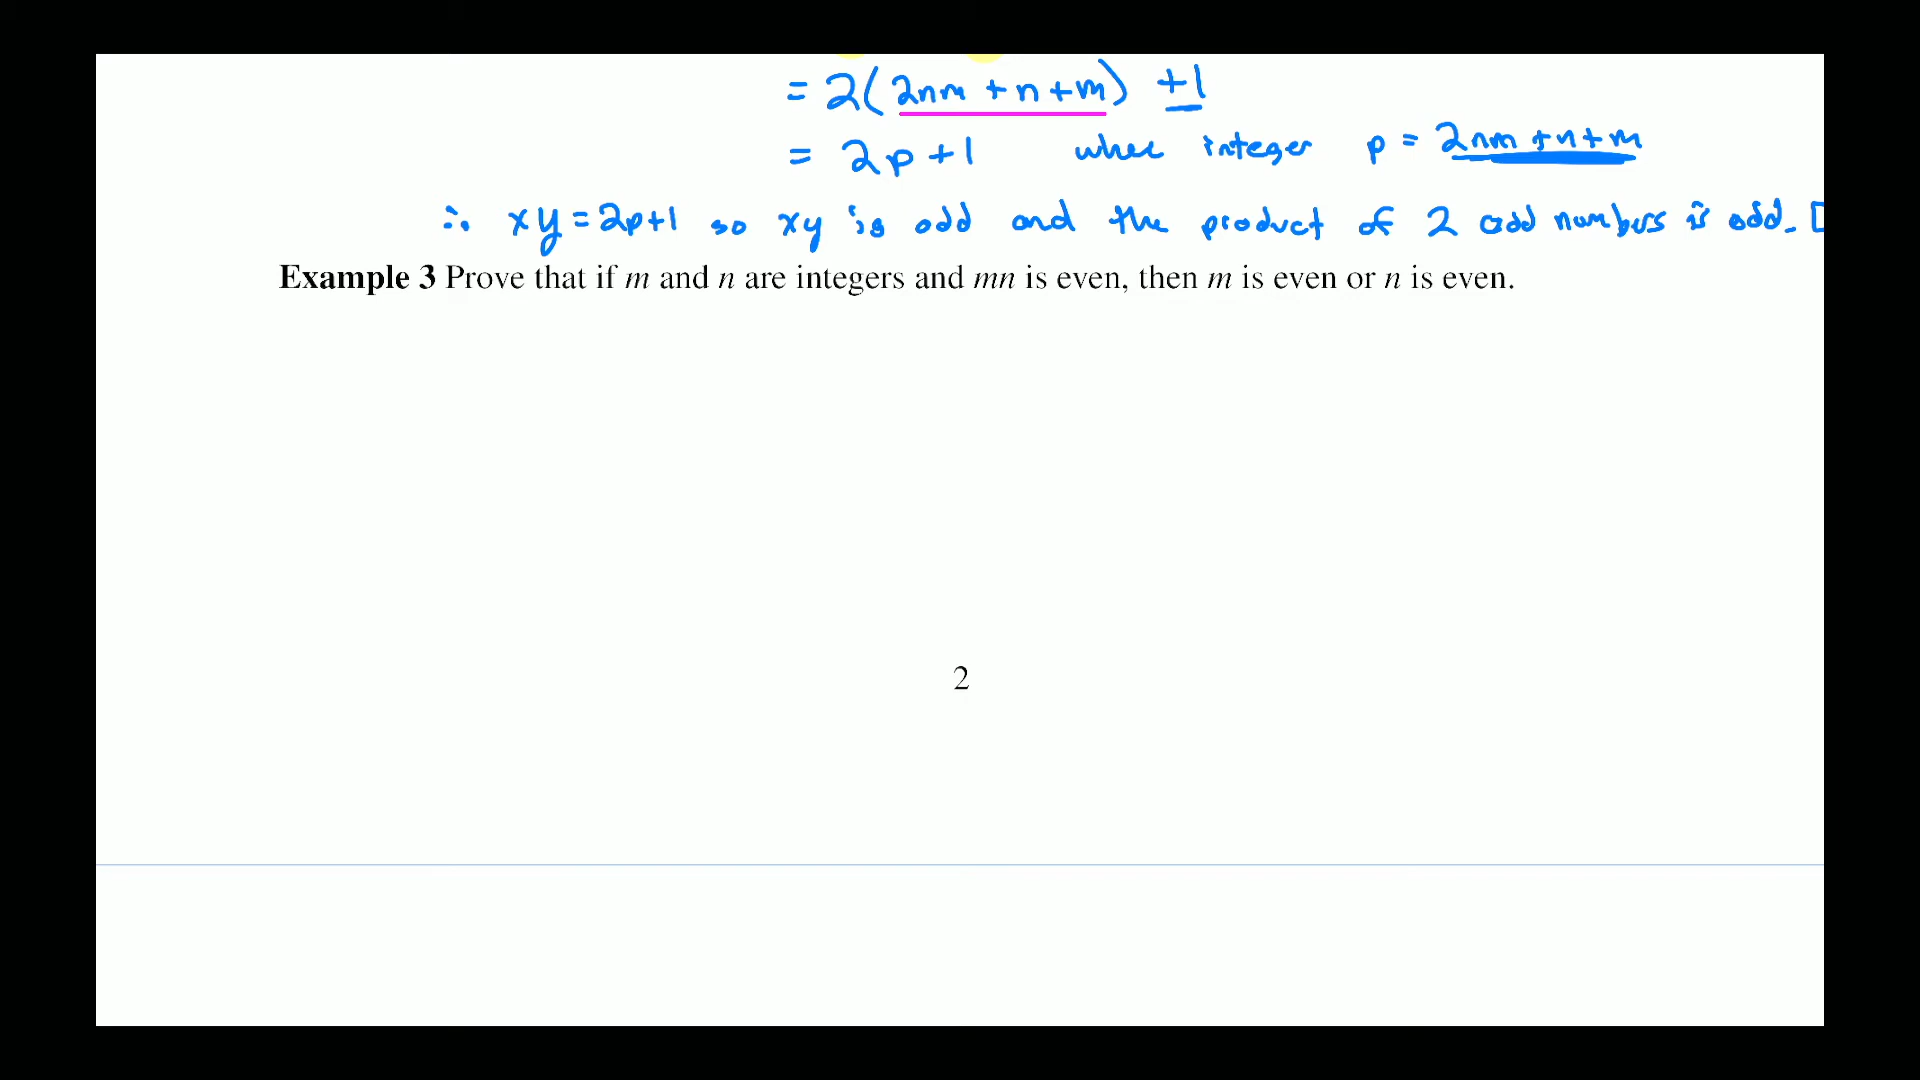 = 2(2nm + n + m) + 1
= 2p + 1 where integer p = 2nm + n + m
∴ xy = 2p+1 so xy is odd and the product of 2 odd numbers is odd.
Example 3 Prove that if m and n are integers and mn is even, then m is even or n is even.
2